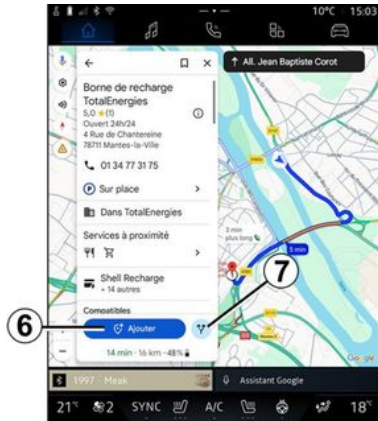 10°C 15:03
Borne de recharge
TotalEnergies
5,0 ★(1)
Ouvert 24h/24
4 Rue de Chantereine
78711 Mantes-la-Ville
01 34 77 31 75
Sur place
Dans TotalEnergies
Services à proximité
Shell Recharge
+ 14 autres
Compatibles
Ajouter
14 min · 16 km · 48%
↑ All. Jean Baptiste Corot
3 min
plus long
5 min
Google
6
7
1997 · Meak
Assistant Google
21° 2 SYNC A/C 18°